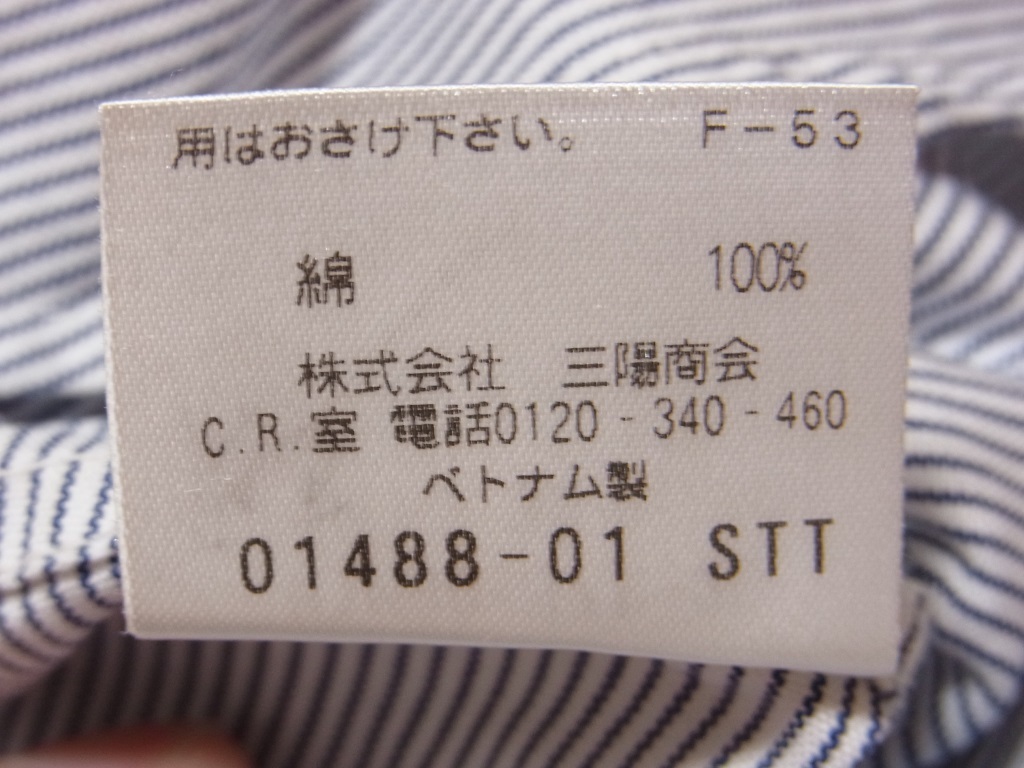 用はおさけ下さい。 F-53
綿 100%
株式会社 三陽商会
C.R.室 電話0120-340-460
ベトナム製
01488-01 STT